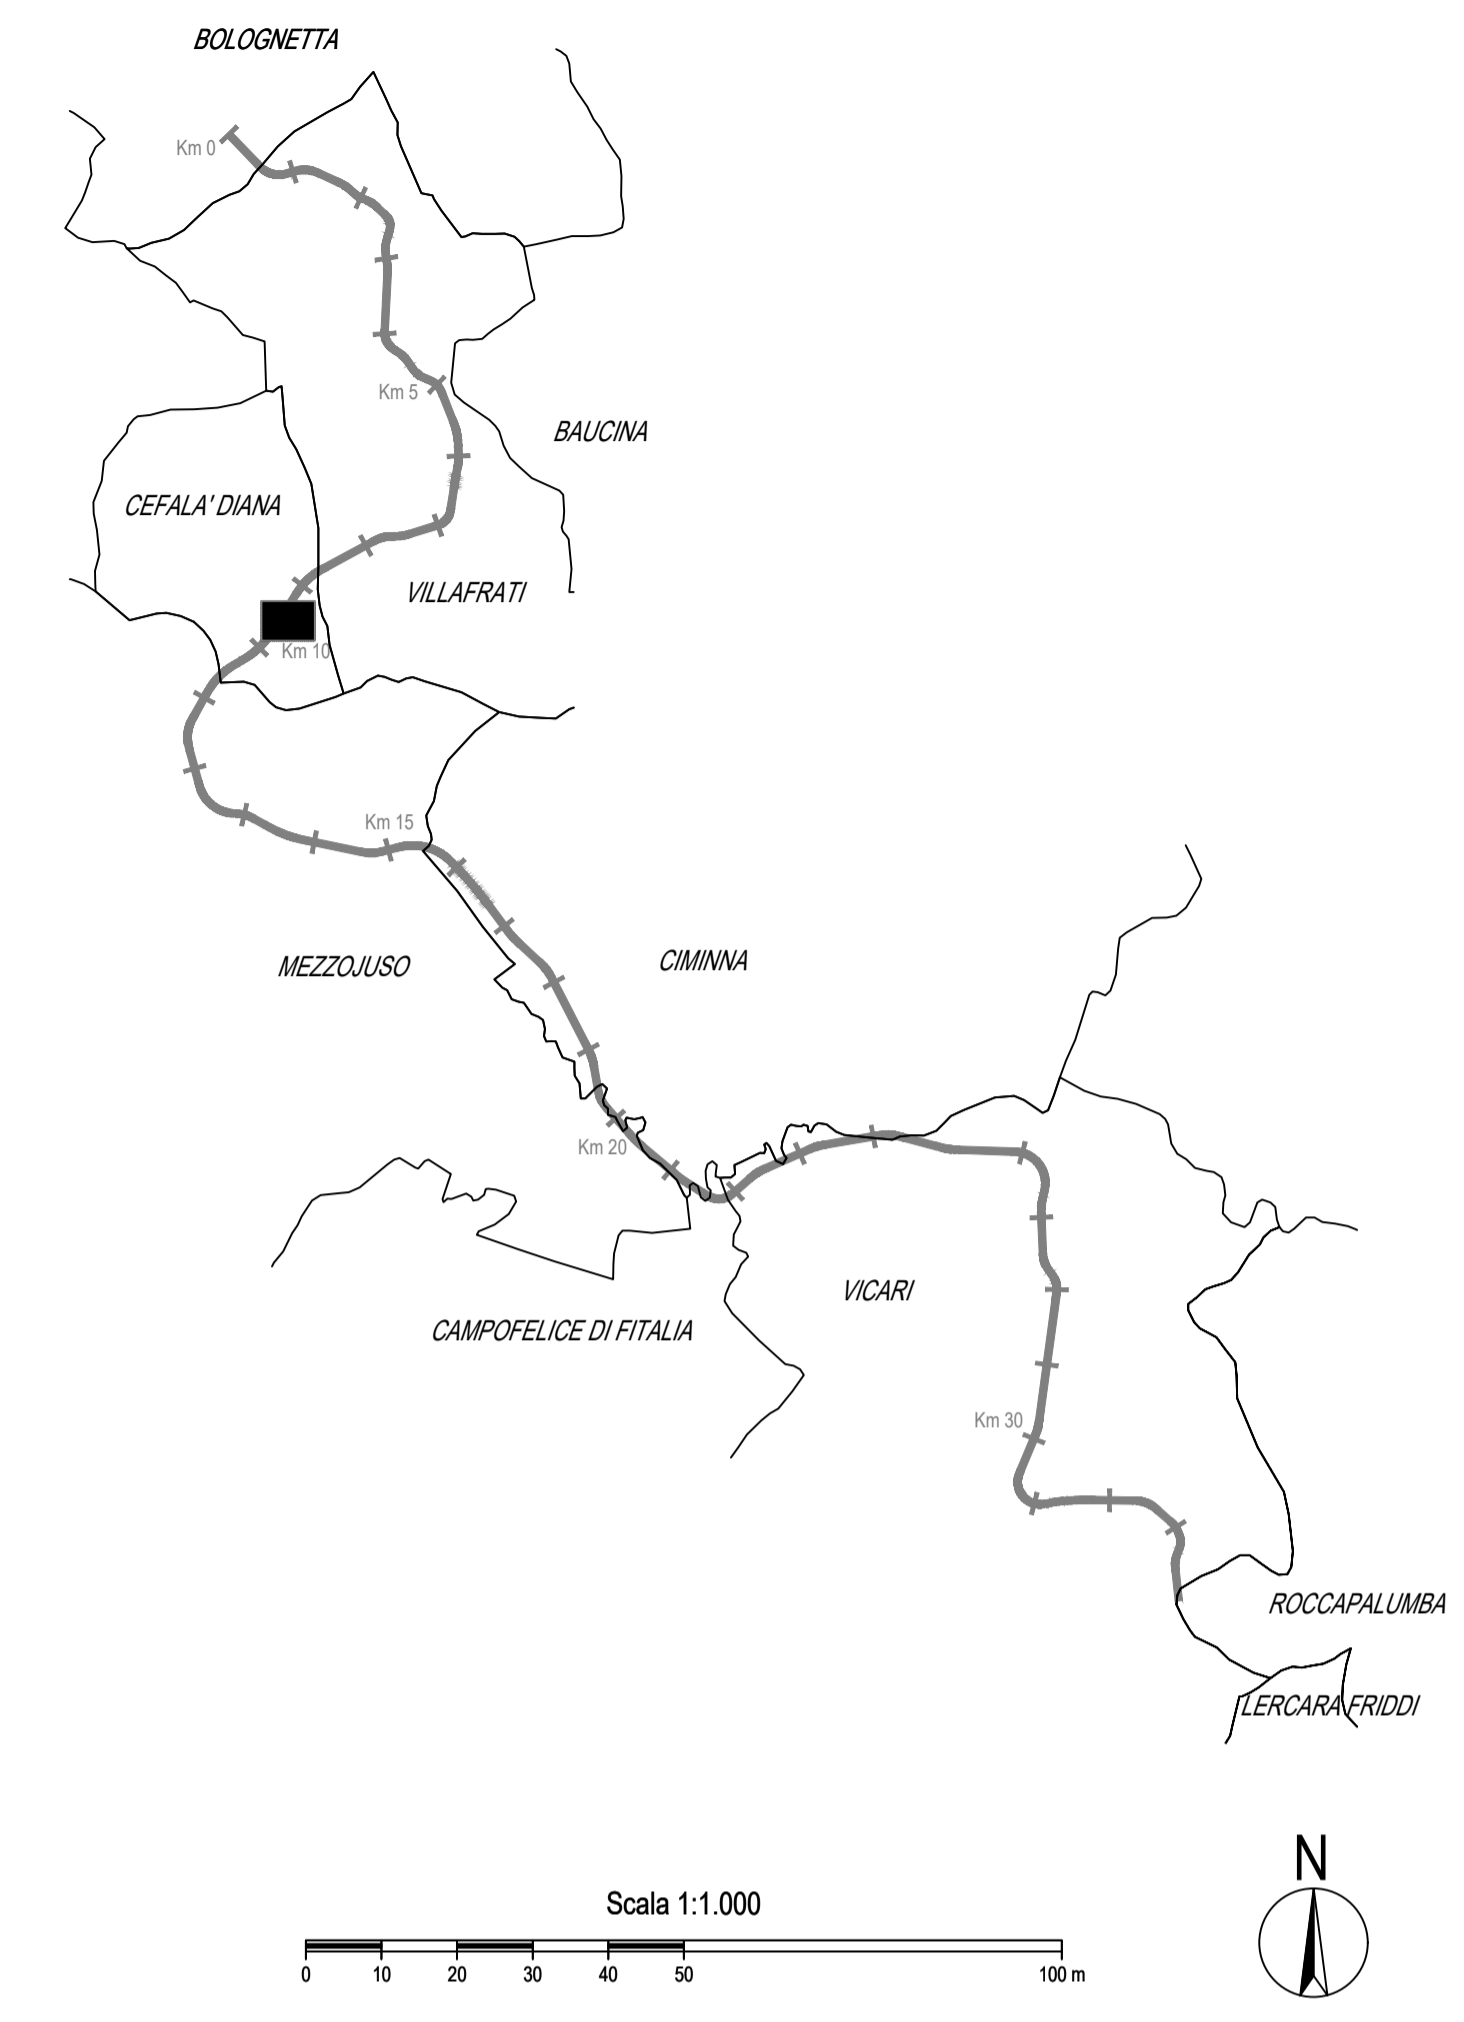 BOLOGNETTA
Km 0
Km 5
BAUCINA
CEFALA' DIANA
VILLAFRATI
Km 10
Km 15
MEZZOJUSO
CIMINNA
Km 20
VICARI
CAMPOFELICE DI FITALIA
Km 30
ROCCAPALUMBA
LERCARA FRIDDI
N
Scala 1:1.000
0 10 20 30 40 50 100 m